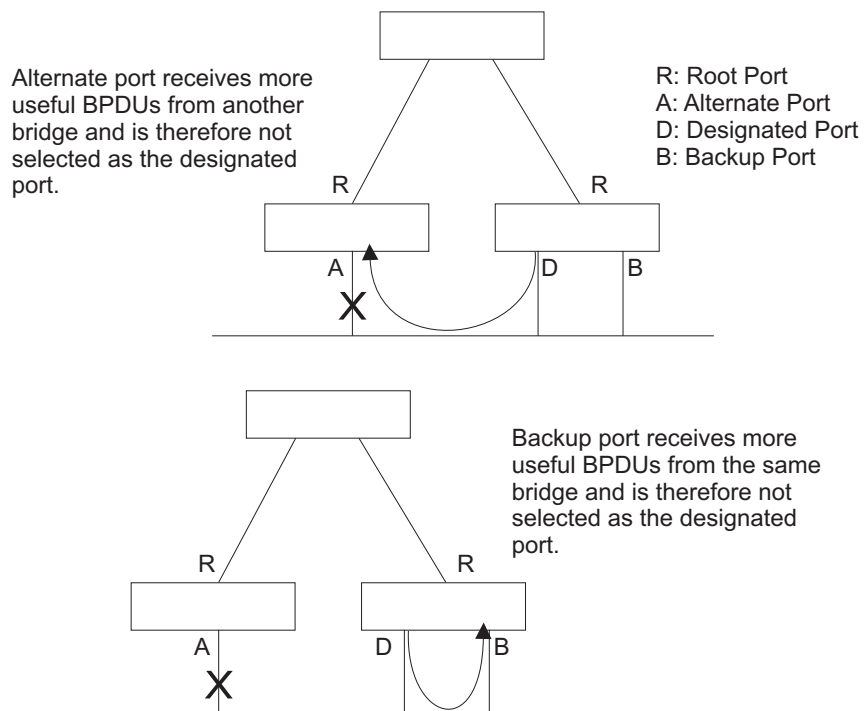 Alternate port receives more
useful BPDUs from another
bridge and is therefore not
selected as the designated
port.
R: Root Port
A: Alternate Port
D: Designated Port
B: Backup Port
R
R
A
D
B
X
Backup port receives more
useful BPDUs from the same
bridge and is therefore not
selected as the designated
port.
R
R
A
D
B
X